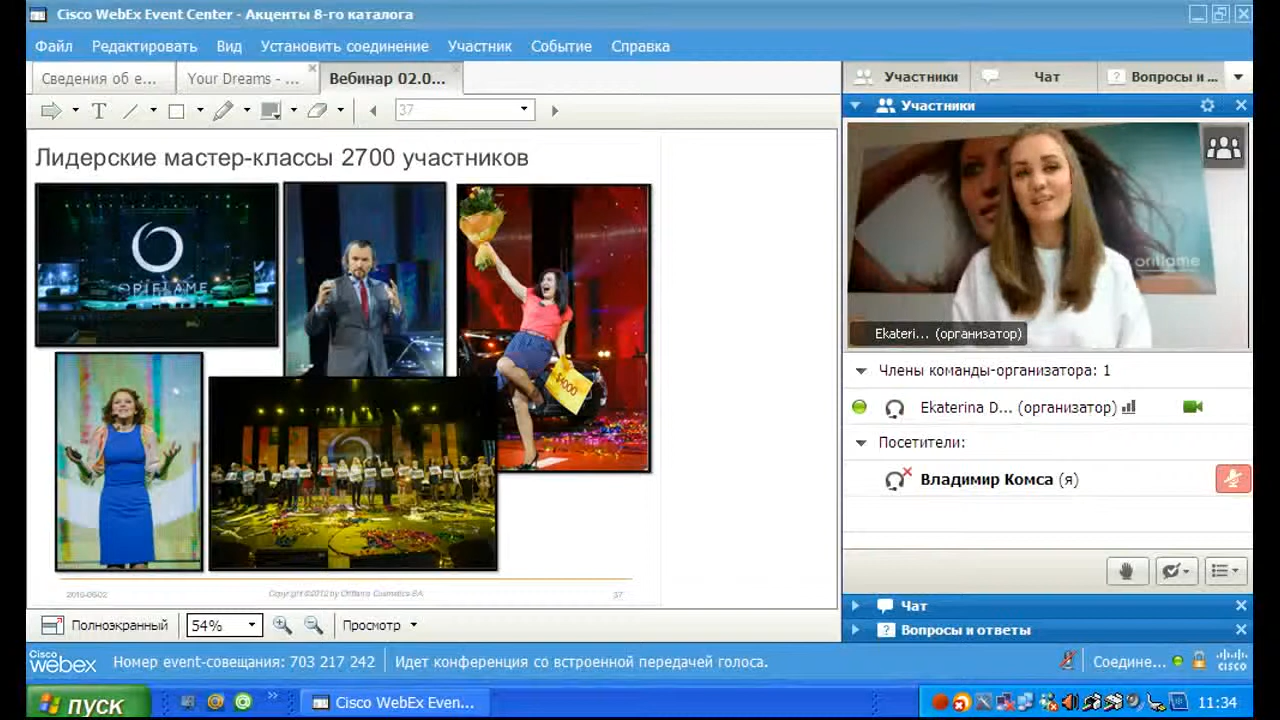 Cisco WebEx Event Center - Акценты 8-го каталога
Файл Редактировать Вид Установить соединение Участник Событие Справка
Сведения об е... Your Dreams - ... Вебинар 02.0...
Участники Чат Вопросы и ...
T 37
Участники
Лидерские мастер-классы 2700 участников
ORIFLAME
$4000
oriflame
Ekateri... (организатор)
Члены команды-организатора: 1
Ekaterina D... (организатор)
Посетители:
Владимир Комса (я)
Copyright ©2012 by Oriflame Cosmetics SA
37
Чат
Вопросы и ответы
Полноэкранный 54% Просмотр
Cisco webex Номер event-совещания: 703 217 242 Идет конференция со встроенной передачей голоса. Соедине... cisco
пуск Cisco WebEx Even... 11:34